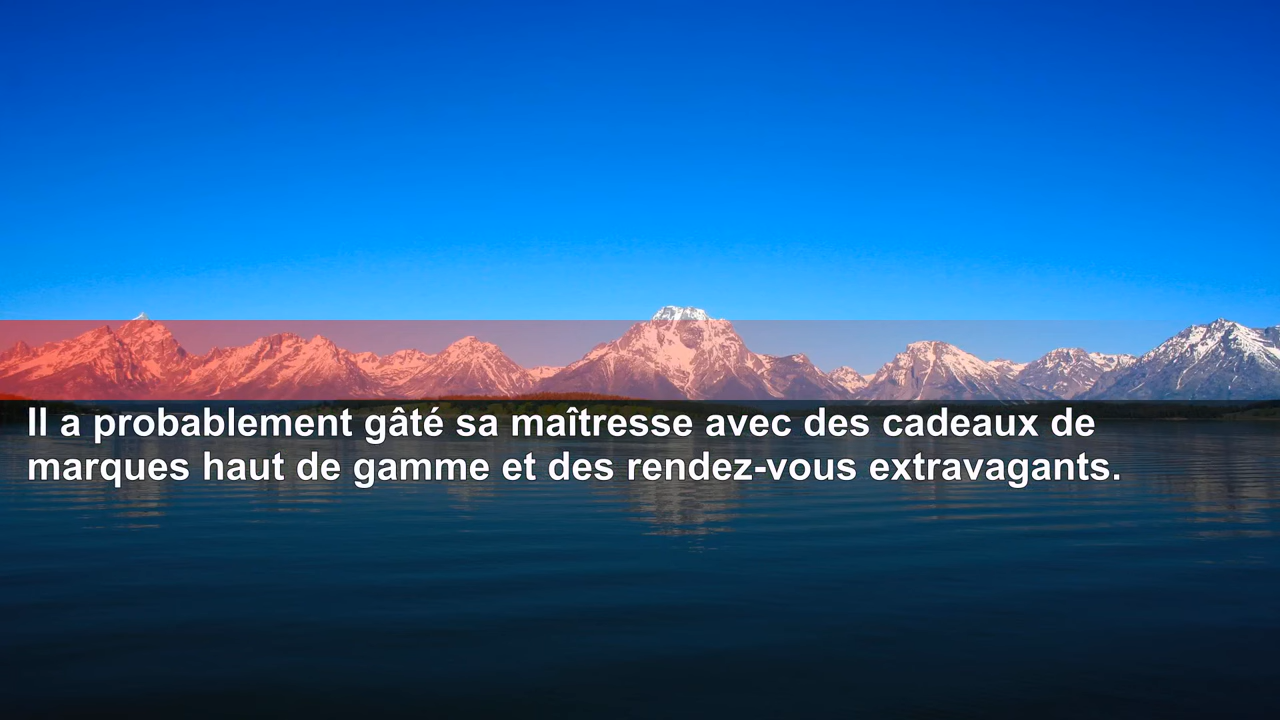 Il a probablement gâté sa maîtresse avec des cadeaux de
marques haut de gamme et des rendez-vous extravagants.